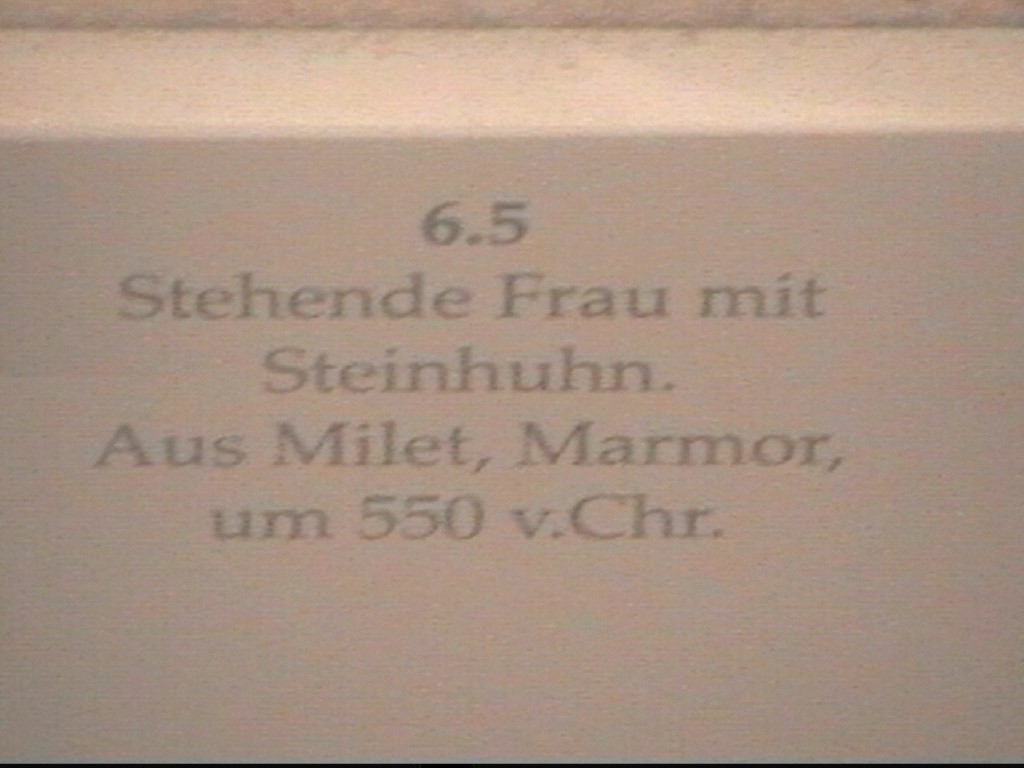 6.5
Stehende Frau mit
Steinhuhn.
Aus Milet, Marmor,
um 550 v.Chr.